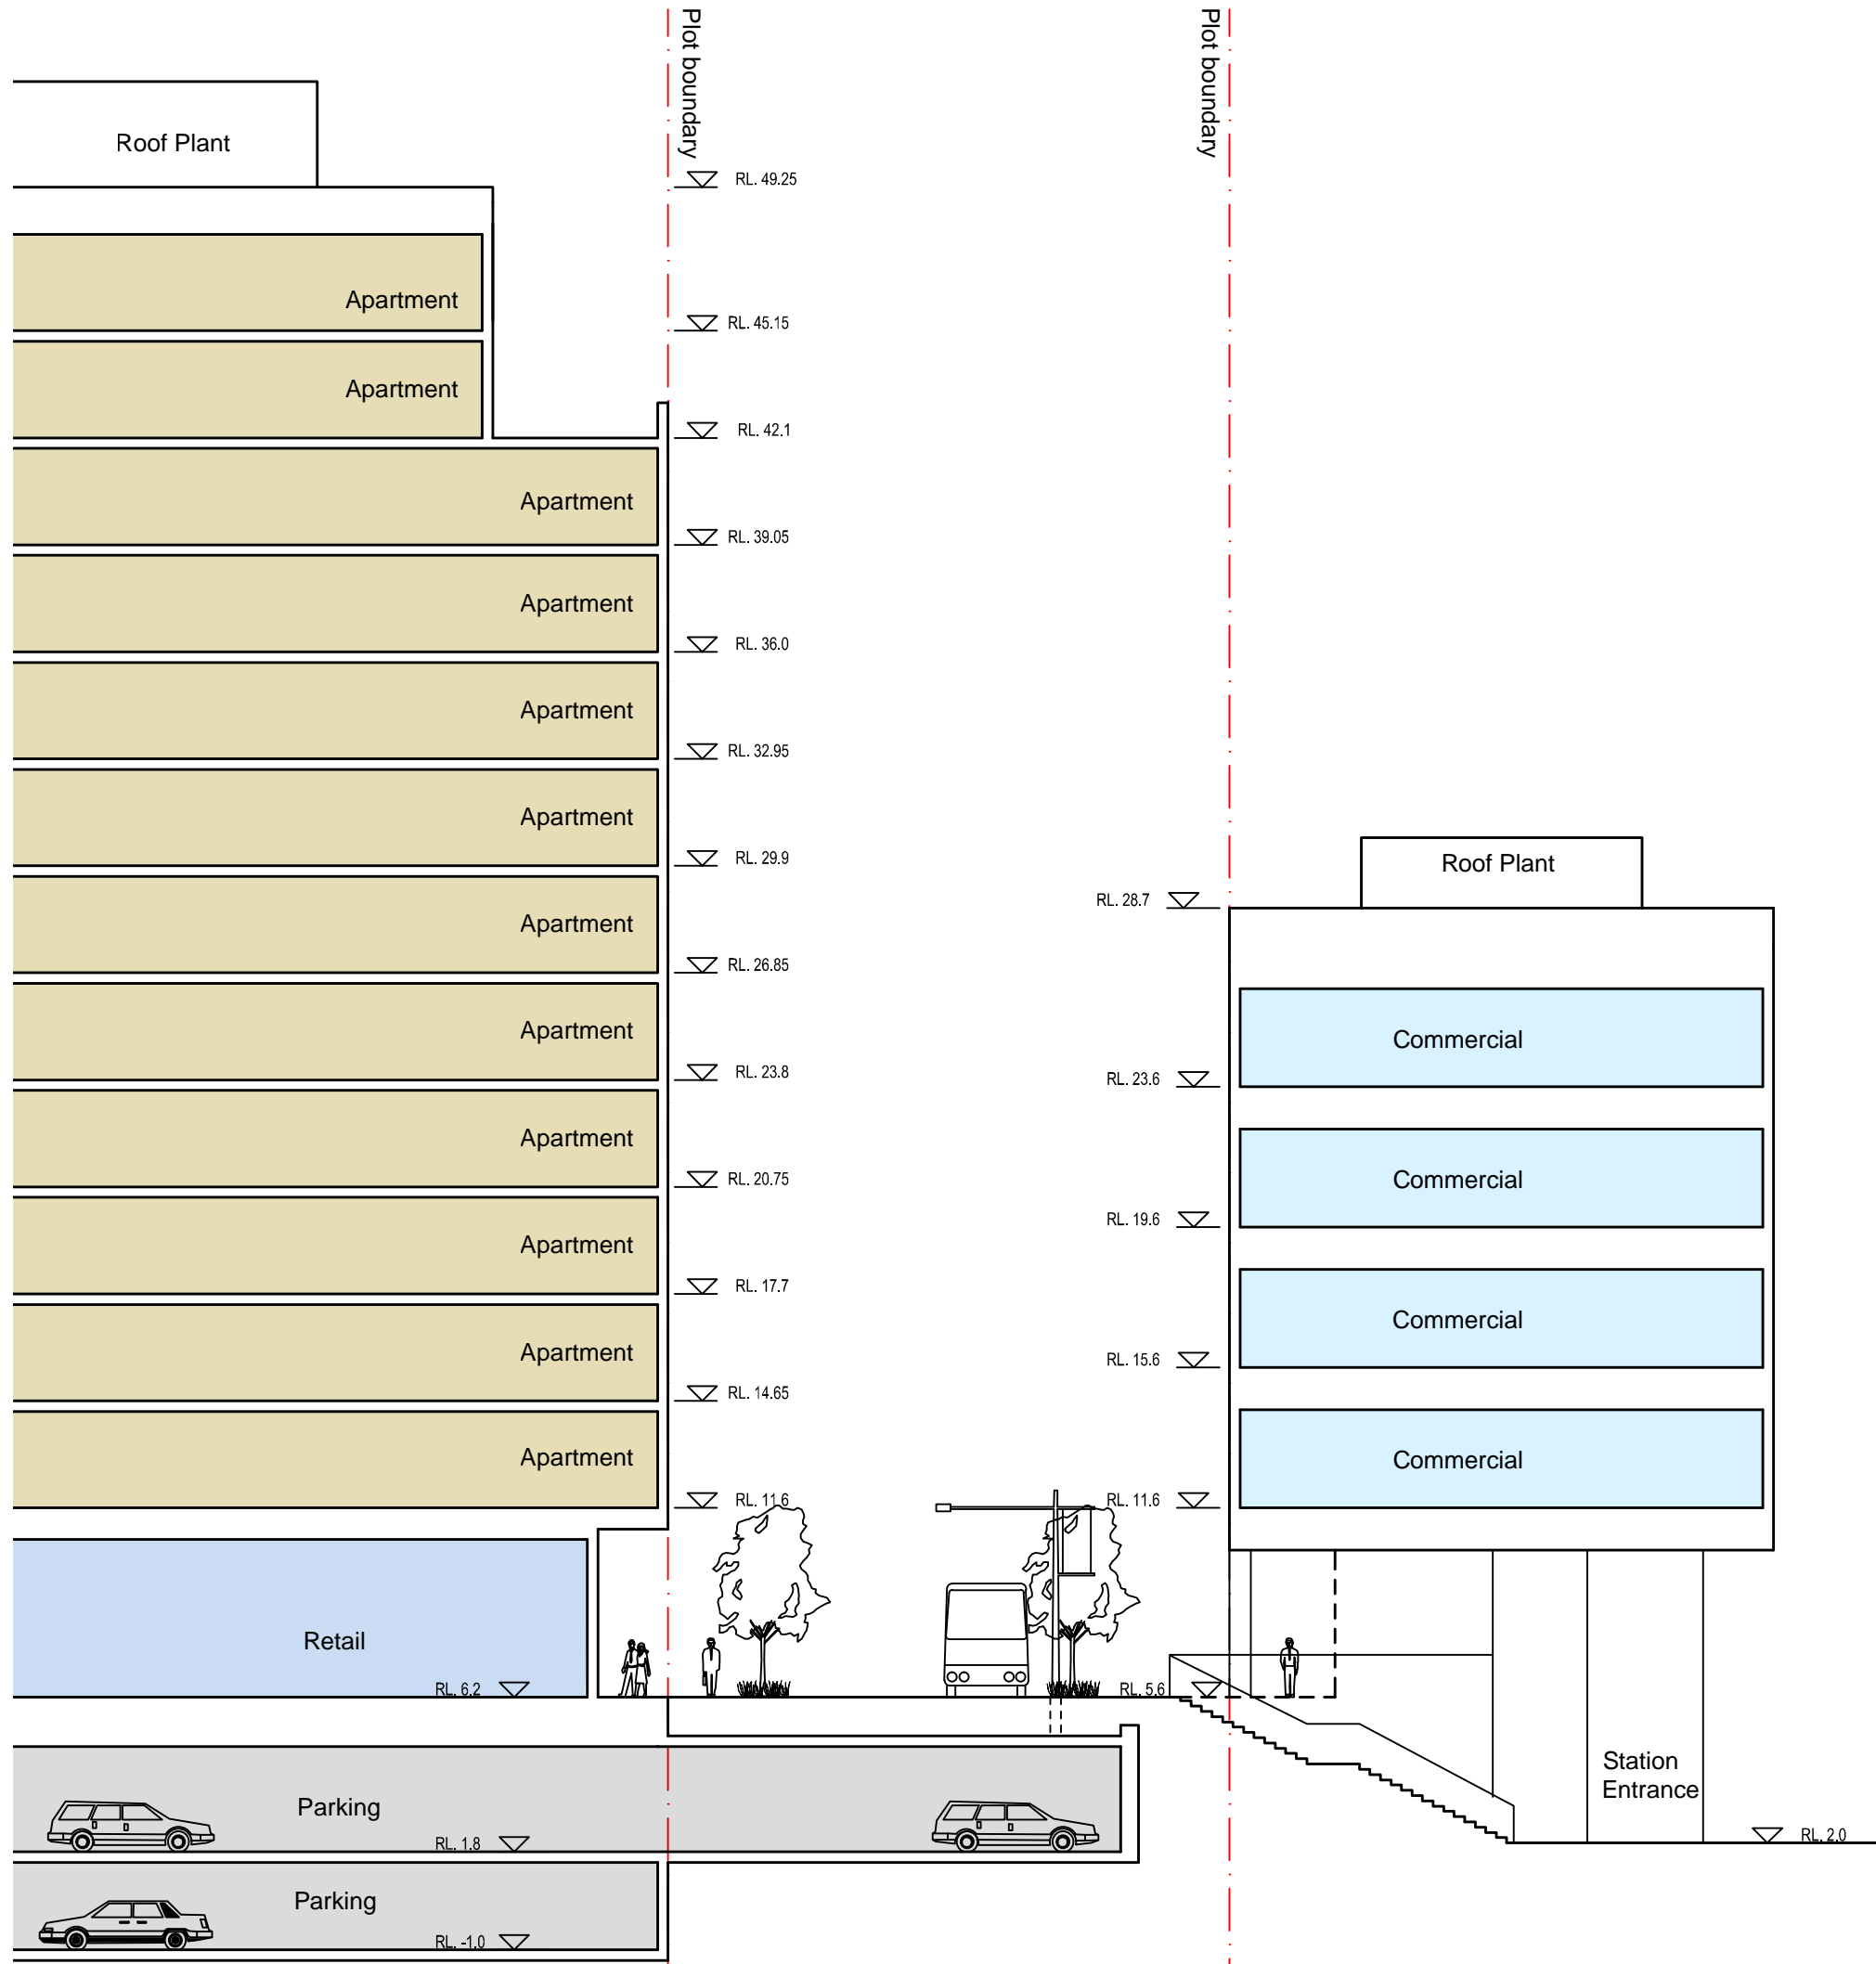 Plot boundary
Plot boundary
Roof Plant
RL. 49.25
Apartment
RL. 45.15
Apartment
RL. 42.1
Apartment
RL. 39.05
Apartment
RL. 36.0
Apartment
RL. 32.95
Apartment
RL. 29.9
Roof Plant
RL. 28.7
Apartment
RL. 26.85
Apartment
Commercial
RL. 23.8
RL. 23.6
Apartment
Commercial
RL. 20.75
RL. 19.6
Apartment
RL. 17.7
Commercial
Apartment
RL. 15.6
RL. 14.65
Apartment
Commercial
RL. 11.6
RL. 11.6
Retail
RL. 6.2
RL. 5.6
Station
Entrance
Parking
RL. 1.8
RL. 2.0
Parking
RL. -1.0